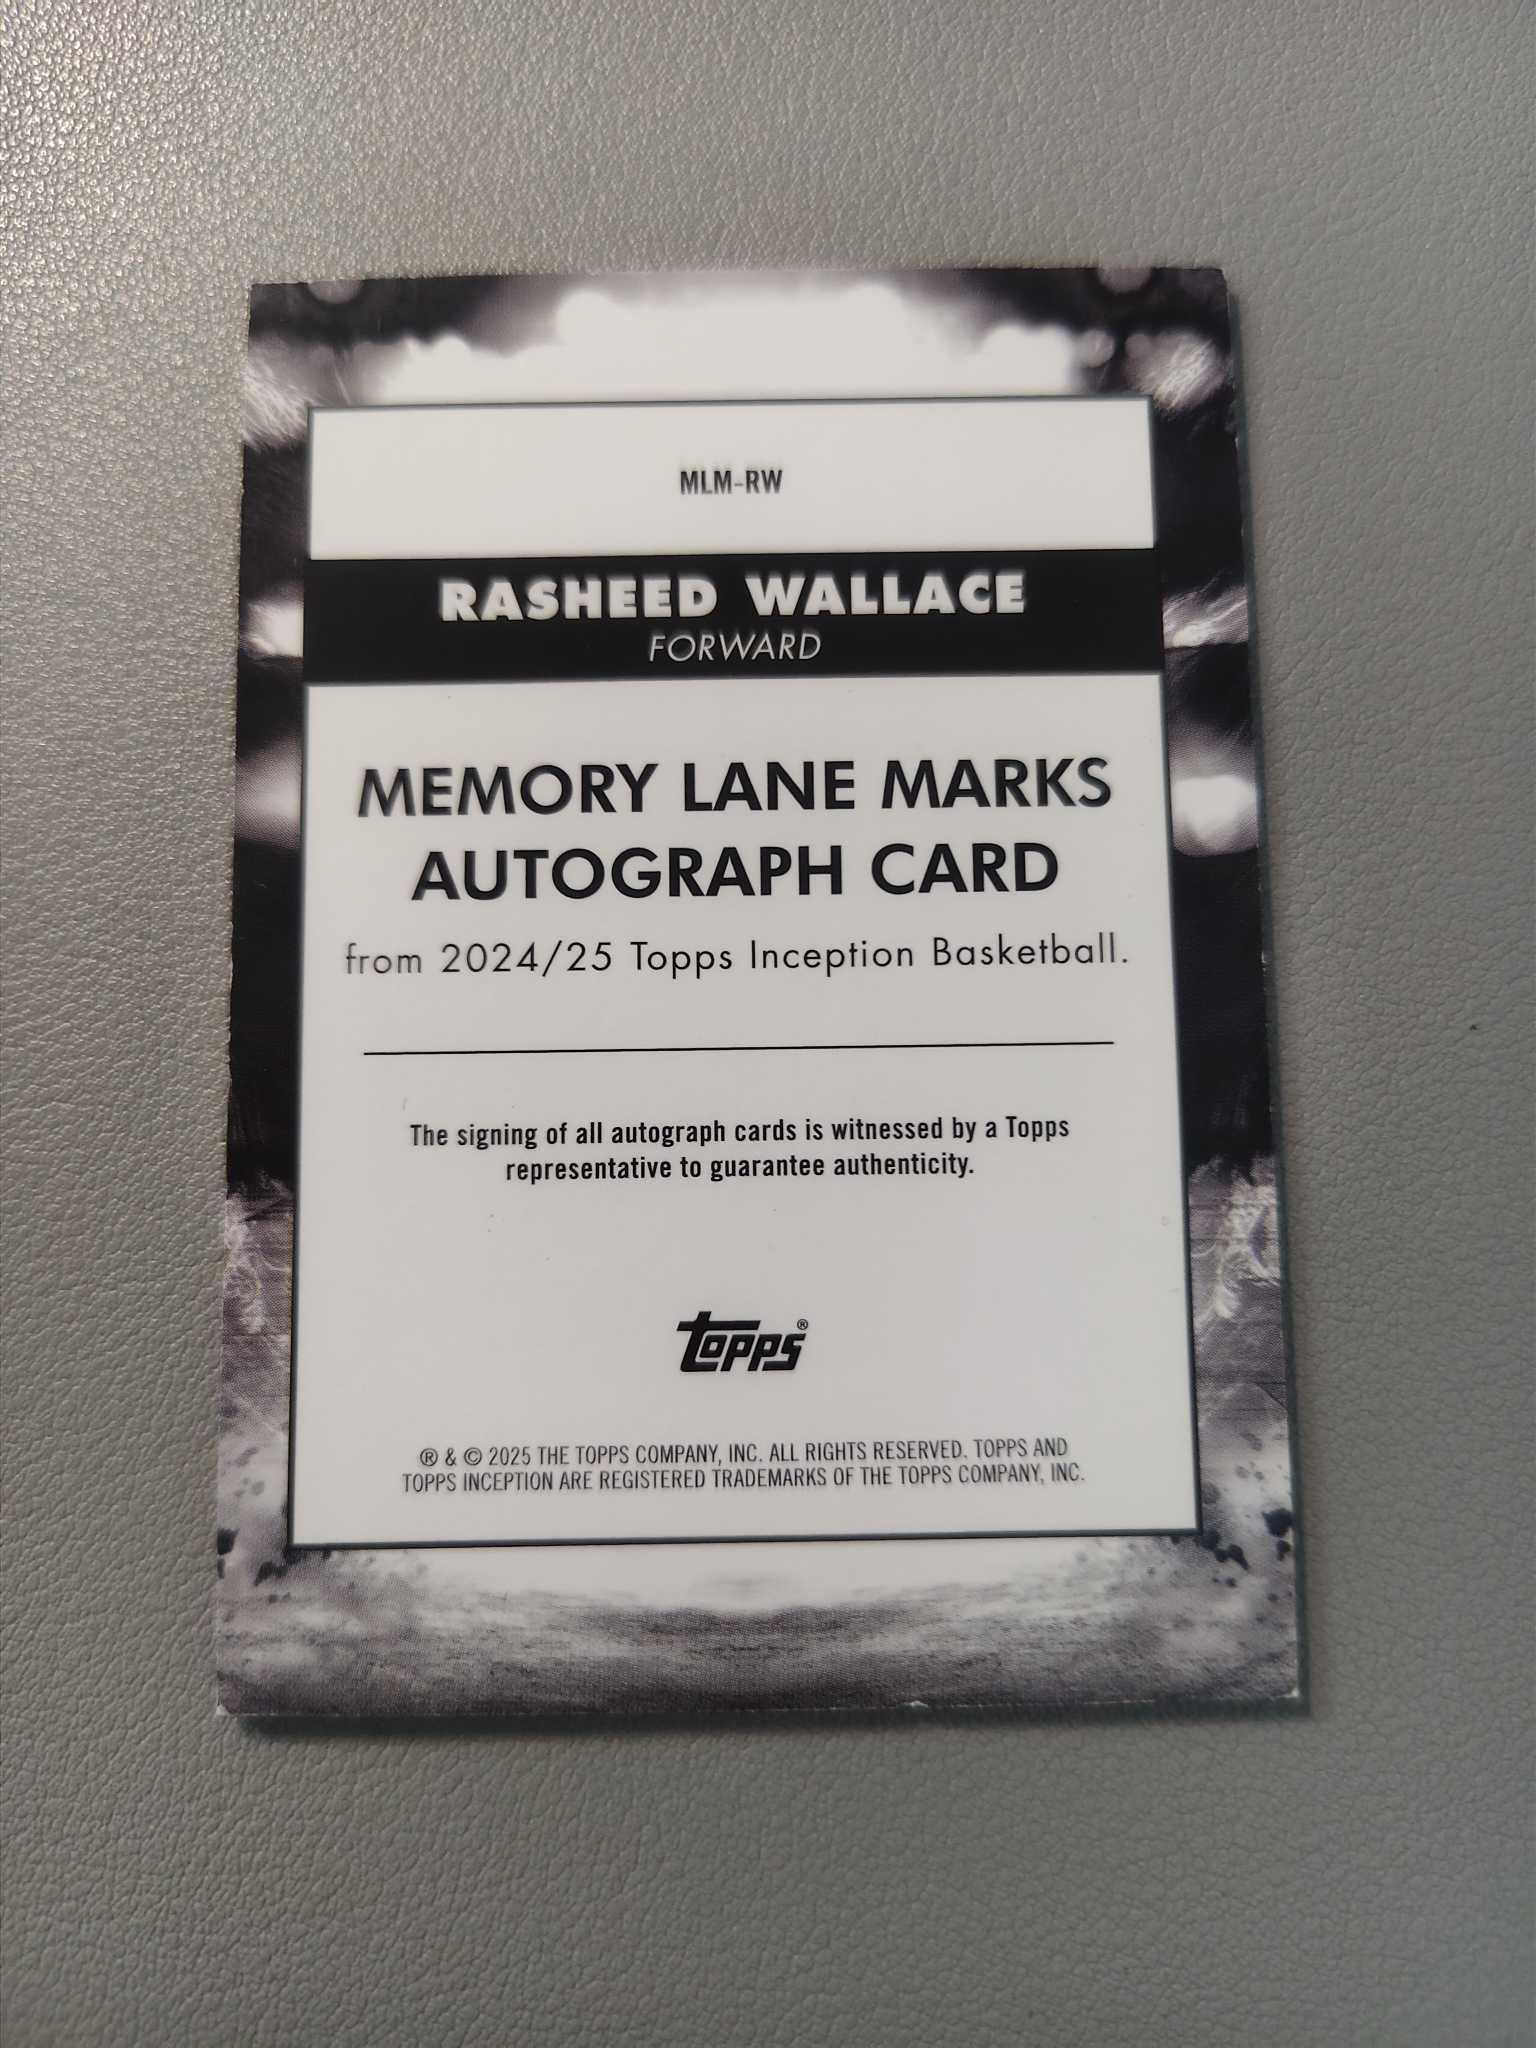 MLM-RW
RASHEED WALLACE
FORWARD
MEMORY LANE MARKS
AUTOGRAPH CARD
from 2024/25 Topps Inception Basketball.
The signing of all autograph cards is witnessed by a Topps
representative to guarantee authenticity.
topps®
® & © 2025 THE TOPPS COMPANY, INC. ALL RIGHTS RESERVED. TOPPS AND
TOPPS INCEPTION ARE REGISTERED TRADEMARKS OF THE TOPPS COMPANY, INC.